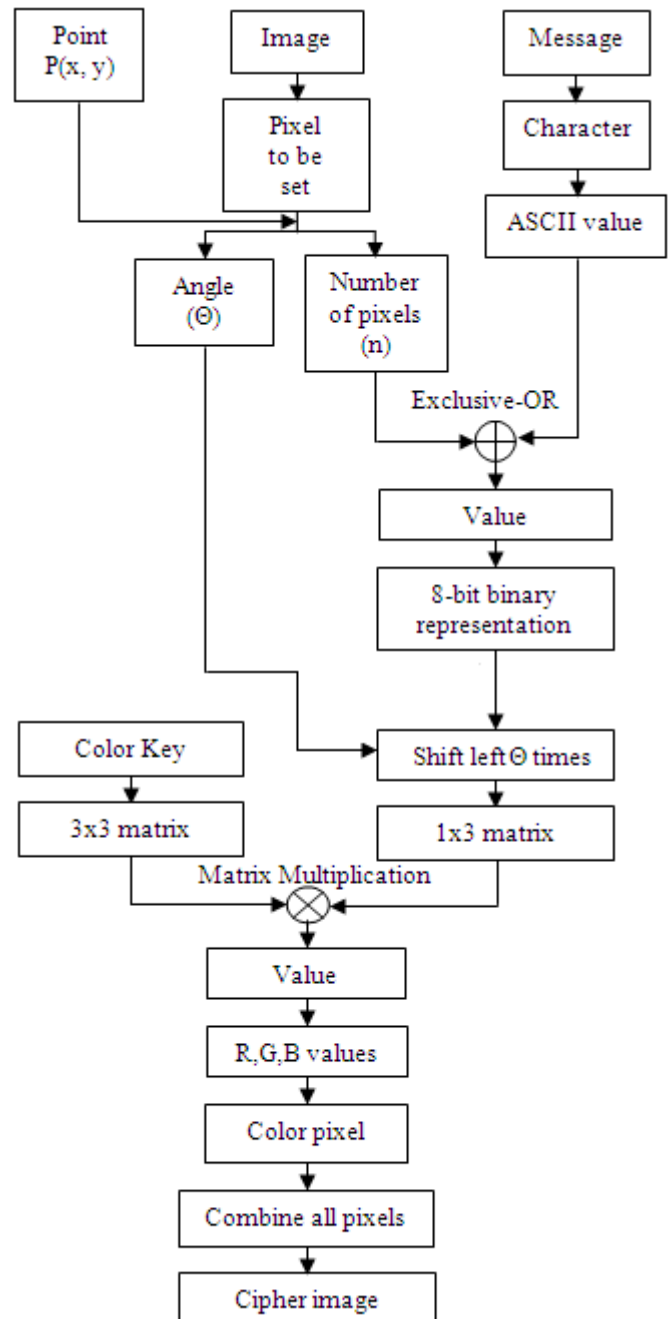 Point
P(x, y)
Image
Message
Pixel
to be
set
Character
ASCII value
Angle
(Θ)
Number
of pixels
(n)
Exclusive-OR
Value
8-bit binary
representation
Color Key
Shift left Θ times
3x3 matrix
1x3 matrix
Matrix Multiplication
Value
R,G,B values
Color pixel
Combine all pixels
Cipher image